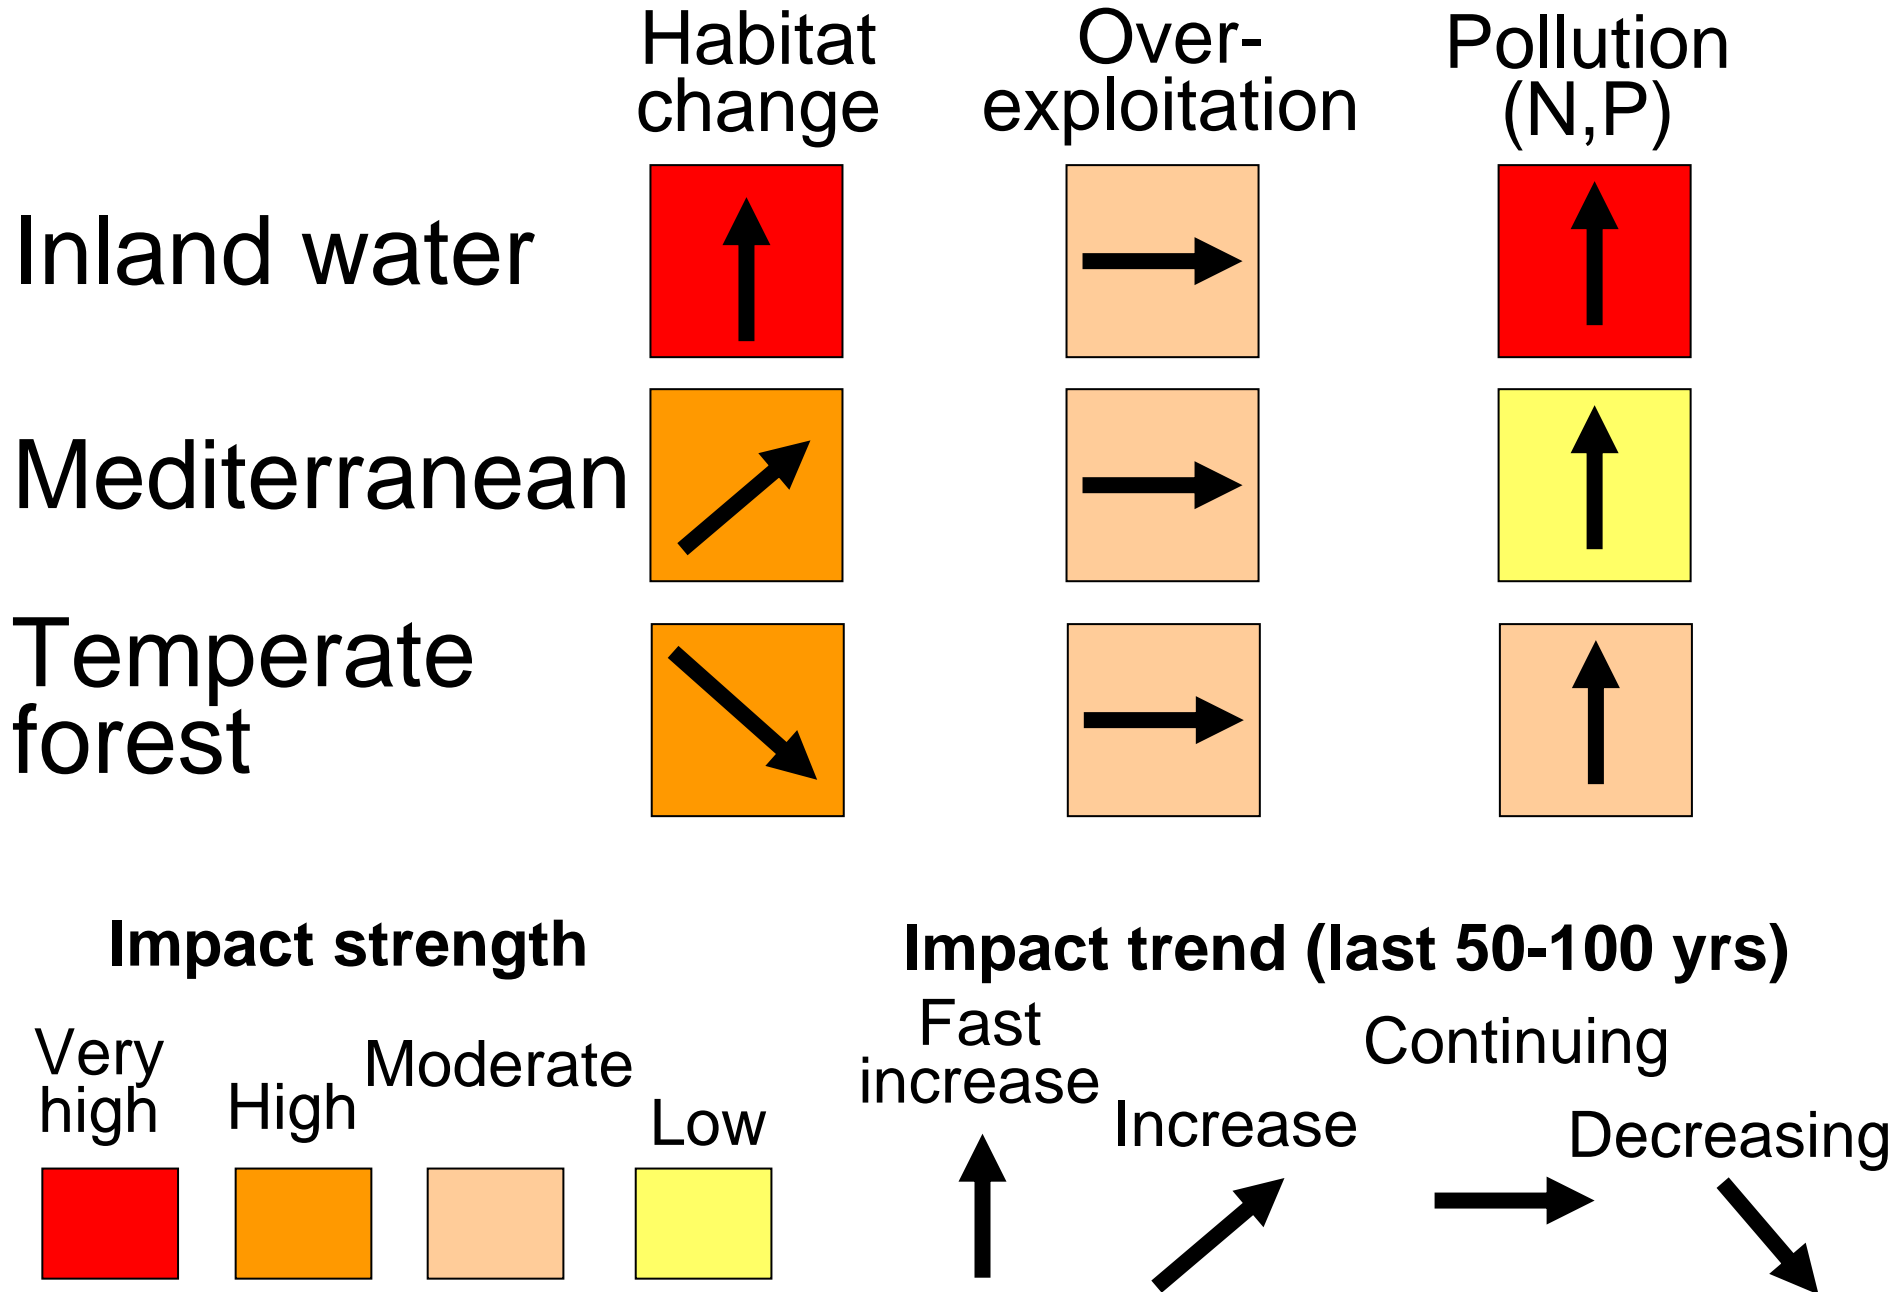 Habitat
change
Over-
exploitation
Pollution
(N,P)
Inland water
Mediterranean
Temperate
forest
Impact strength
Very
high
High
Moderate
Low
Impact trend (last 50-100 yrs)
Fast
increase
Increase
Continuing
Decreasing